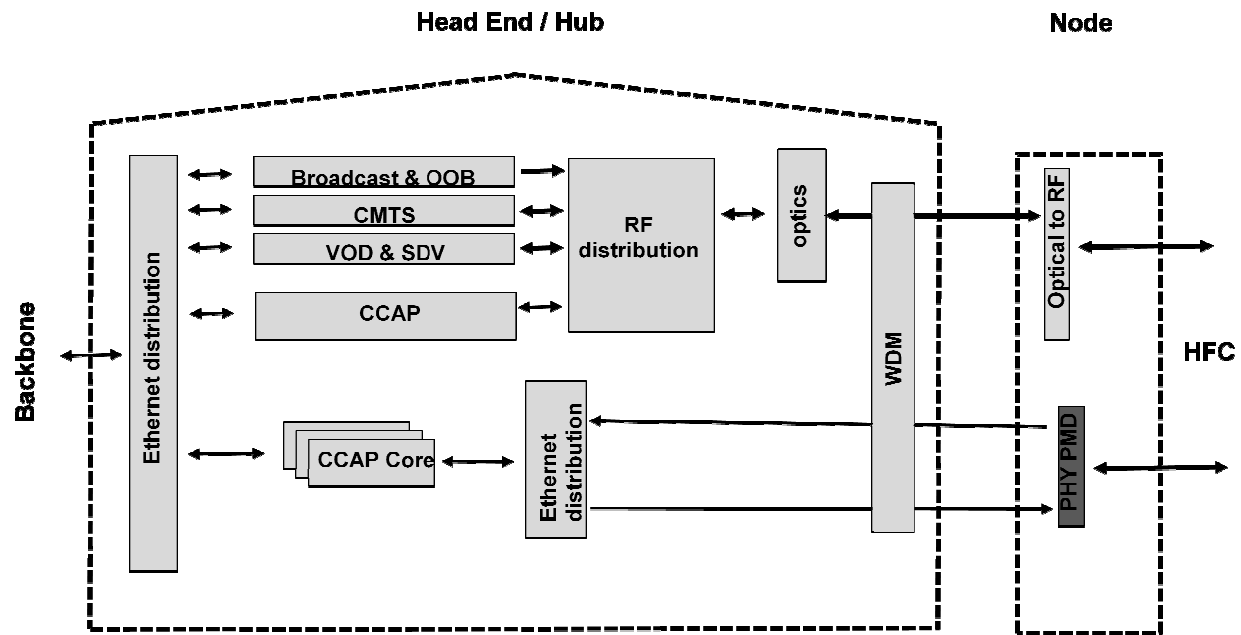 Head End / Hub
Node
Backbone
Ethernet distribution
Broadcast & OOB
CMTS
VOD & SDV
CCAP
RF
distribution
optics
WDM
Optical to RF
HFC
CCAP Core
Ethernet
distribution
PHY PMD